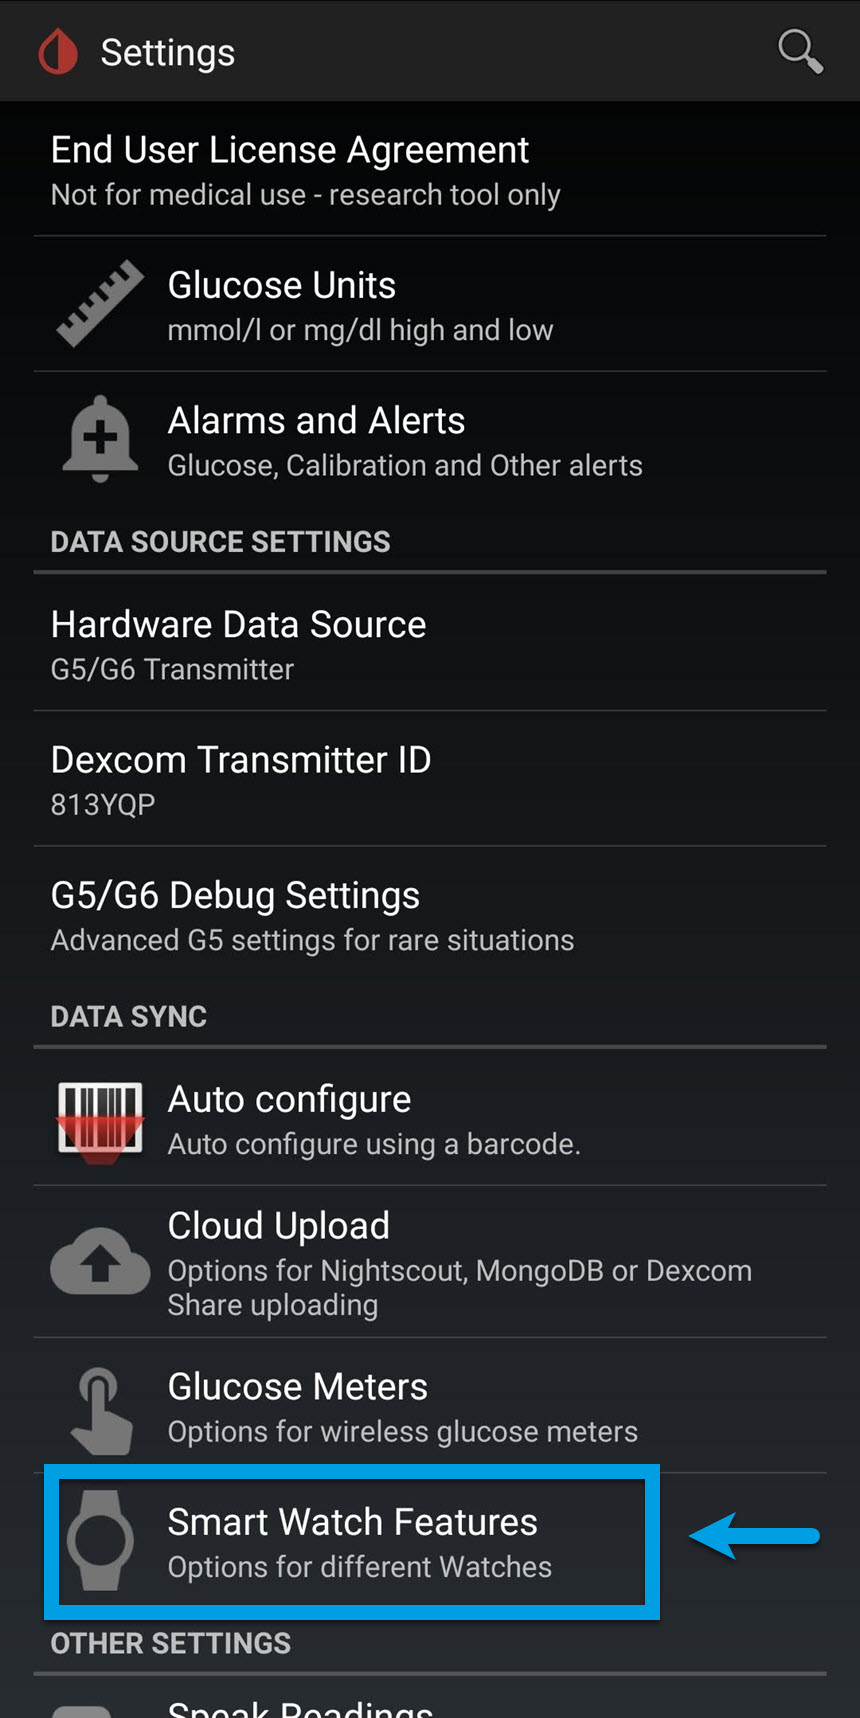 Settings
End User License Agreement
Not for medical use - research tool only
Glucose Units
mmol/l or mg/dl high and low
Alarms and Alerts
Glucose, Calibration and Other alerts
DATA SOURCE SETTINGS
Hardware Data Source
G5/G6 Transmitter
Dexcom Transmitter ID
813YQP
G5/G6 Debug Settings
Advanced G5 settings for rare situations
DATA SYNC
Auto configure
Auto configure using a barcode.
Cloud Upload
Options for Nightscout, MongoDB or Dexcom
Share uploading
Glucose Meters
Options for wireless glucose meters
Smart Watch Features
Options for different Watches
OTHER SETTINGS
Speak Readings